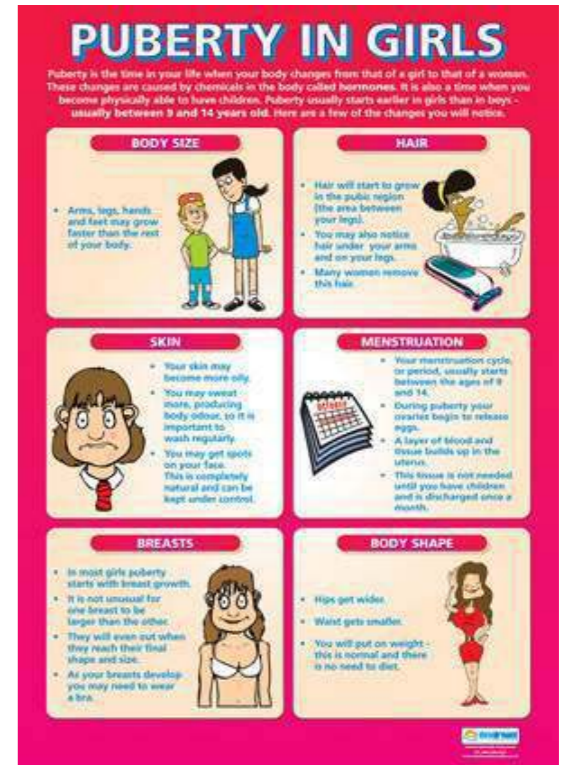 PUBERTY IN GIRLS
Puberty is the time in your life when your body changes from that of a girl to that of a woman.
These changes are caused by chemicals in the body called hormones. It is also a time when you
become physically able to have children. Puberty usually starts earlier in girls than in boys -
usually between 9 and 14 years old. Here are a few of the changes you will notice.
BODY SIZE
• Arms, legs, hands
and feet may grow
faster than the rest
of your body.
HAIR
• Hair will start to grow
in the pubic region
(the area between
your legs).
• You may also notice
hair under your arms
and on your legs.
• Many women remove
this hair.
SKIN
• Your skin may
become more oily.
• You may sweat
more, producing
body odour, so it is
important to
wash regularly.
• You may get spots
on your face.
This is completely
natural and can be
kept under control.
MENSTRUATION
• Your menstruation cycle,
or period, usually starts
between the ages of 9
and 14.
• During puberty your
ovaries begin to release
eggs.
• A layer of blood and
tissue builds up in the
uterus.
• This tissue is not needed
until you have children
and is discharged once a
month.
OCTOBER
BREASTS
• In most girls puberty
starts with breast growth.
• It is not unusual for
one breast to be
larger than the other.
• They will even out when
they reach their final
shape and size.
• As your breasts develop
you may need to wear
a bra.
BODY SHAPE
• Hips get wider.
• Waist gets smaller.
• You will put on weight -
this is normal and there
is no need to diet.